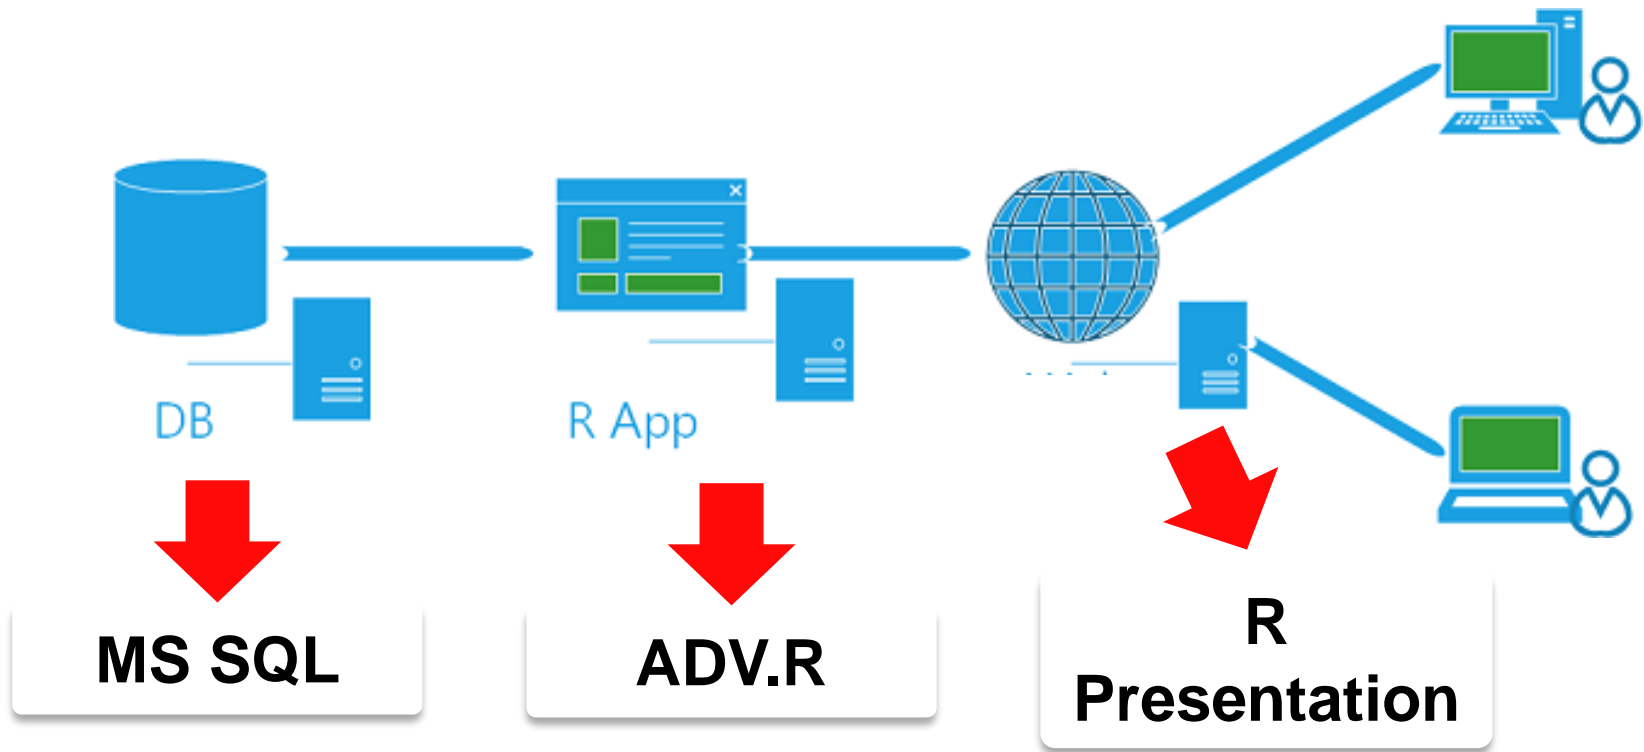 DB
R App
MS SQL
ADV.R
R
Presentation